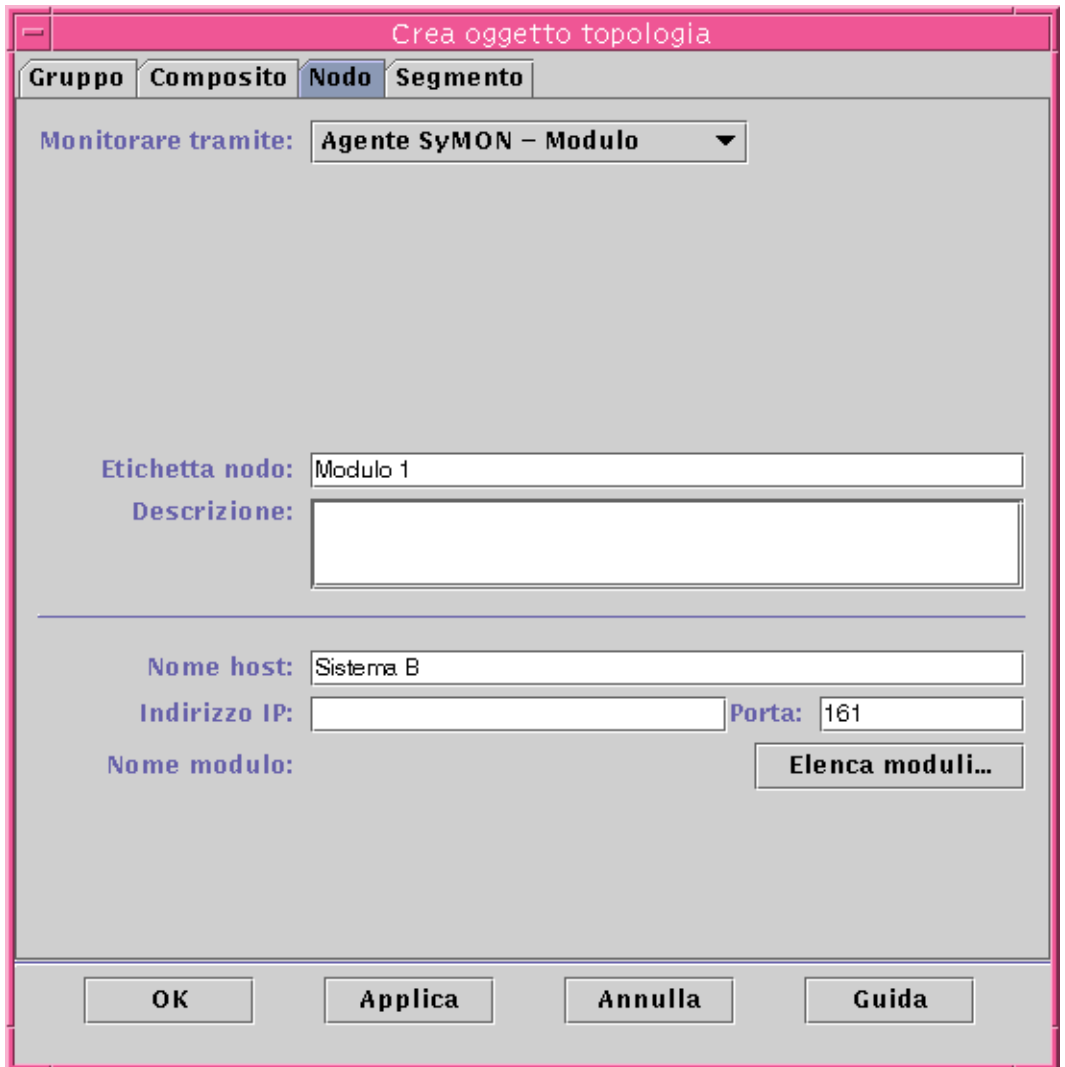 Crea oggetto topologia
Gruppo Composito Nodo Segmento
Monitorare tramite: Agente SyMON – Modulo
Etichetta nodo: Modulo 1
Descrizione:
Nome host: Sistema B
Indirizzo IP: Porta: 161
Nome modulo: Elenca moduli...
OK Applica Annulla Guida